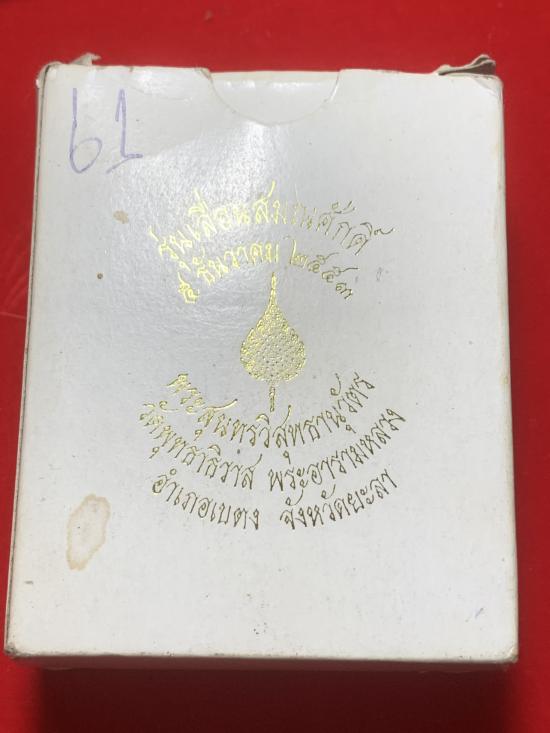 61
รุ่นเลื่อนสมณศักดิ์
๕ ธันวาคม ๒๕๕๓
พระสุนทรวิสุทธานุวัตร
วัดพุทธาธิวาส พระอารามหลวง
อำเภอเบตง จังหวัดยะลา